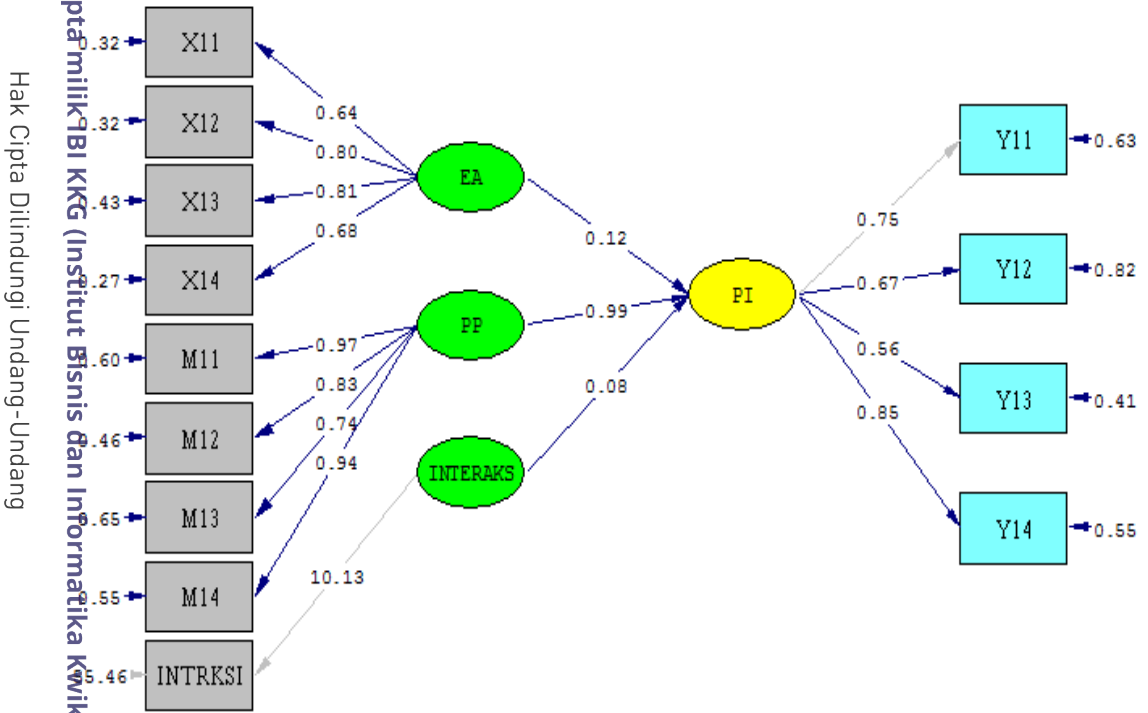 Hak Cipta Dilindungi Undang-Undang
milik IBI KKG (Institut Bisnis dan Informatika Kwik
0.32 X11
0.32 X12
0.43 X13
0.27 X14
0.60 M11
0.46 M12
0.65 M13
0.55 M14
INTRKSI
0.64
0.80
0.81
0.68
0.97
0.83
0.74
0.94
10.13
EA
PP
INTERAKS
0.12
0.99
0.08
PI
0.75
0.67
0.56
0.85
Y11 0.63
Y12 0.82
Y13 0.41
Y14 0.55